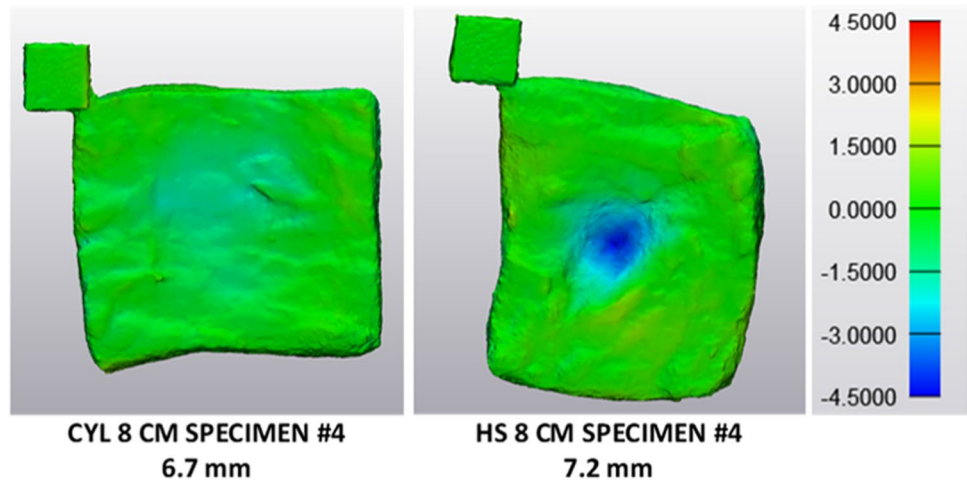 4.5000
3.0000
1.5000
0.0000
-1.5000
-3.0000
-4.5000
CYL 8 CM SPECIMEN #4
6.7 mm
HS 8 CM SPECIMEN #4
7.2 mm